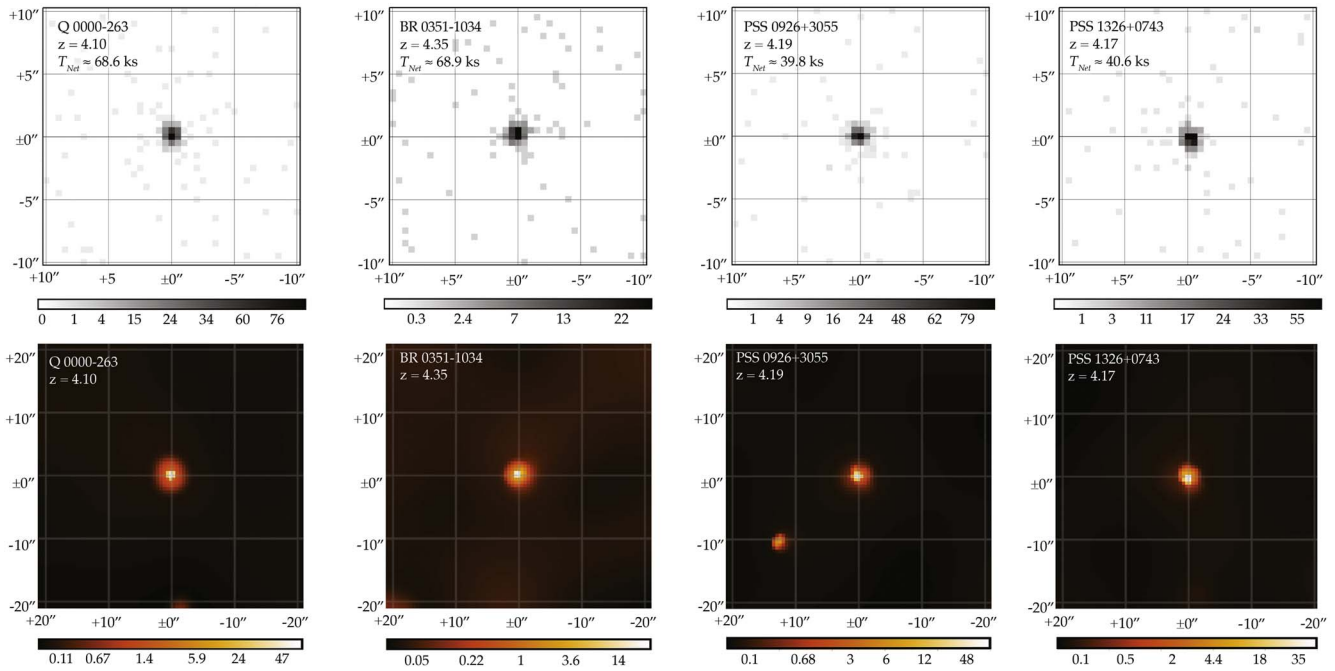 Q 0000-263
z = 4.10
T_Net ≈ 68.6 ks
+10″
+5″
±0″
-5″
-10″
+10″ +5″ ±0″ -5″ -10″
0 1 4 15 24 34 60 76
BR 0351-1034
z = 4.35
T_Net ≈ 68.9 ks
+10″
+5″
±0″
-5″
-10″
+10″ +5″ ±0″ -5″ -10″
0.3 2.4 7 13 22
PSS 0926+3055
z = 4.19
T_Net ≈ 39.8 ks
+10″
+5″
±0″
-5″
-10″
+10″ +5″ ±0″ -5″ -10″
1 4 9 16 24 48 62 79
PSS 1326+0743
z = 4.17
T_Net ≈ 40.6 ks
+10″
+5″
±0″
-5″
-10″
+10″ +5″ ±0″ -5″ -10″
1 3 11 17 24 33 55
Q 0000-263
z = 4.10
+20″
+10″
±0″
-10″
-20″
+20″ +10″ ±0″ -10″ -20″
0.11 0.67 1.4 5.9 24 47
BR 0351-1034
z = 4.35
+20″
+10″
±0″
-10″
-20″
+20″ +10″ ±0″ -10″ -20″
0.05 0.22 1 3.6 14
PSS 0926+3055
z = 4.19
+20″
+10″
±0″
-10″
-20″
+20″ +10″ ±0″ -10″ -20″
0.1 0.68 3 6 12 48
PSS 1326+0743
z = 4.17
+20″
+10″
±0″
-10″
-20″
+20″ +10″ ±0″ -10″ -20″
0.1 0.5 2 4.4 18 35